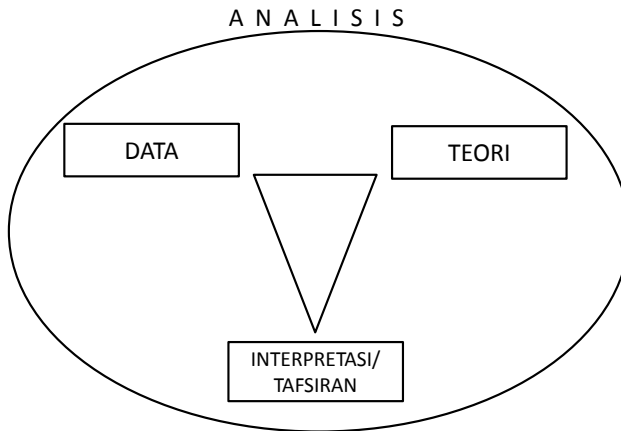 A N A L I S I S
DATA
TEORI
INTERPRETASI/
TAFSIRAN